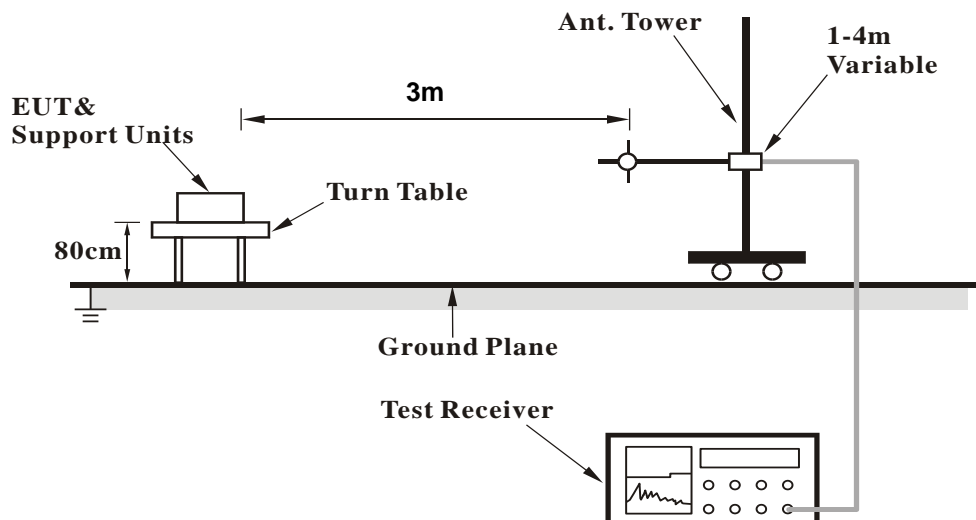 Ant. Tower
1-4m
Variable
3m
EUT&
Support Units
Turn Table
80cm
Ground Plane
Test Receiver